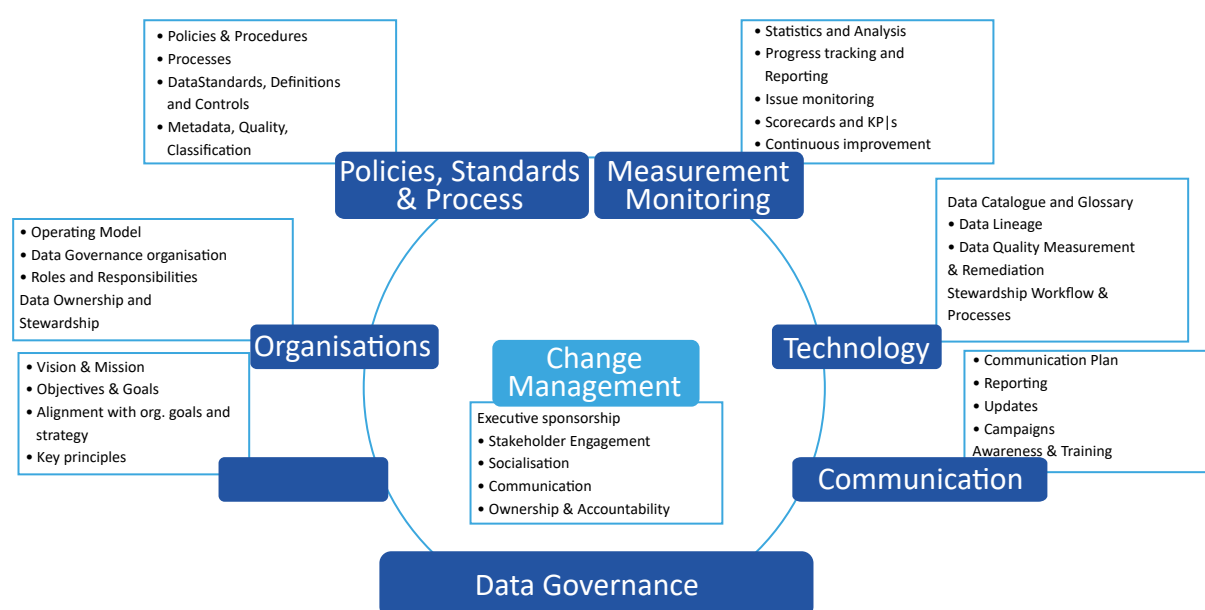 • Policies & Procedures
• Processes
• DataStandards, Definitions
and Controls
• Metadata, Quality,
Classification
• Statistics and Analysis
• Progress tracking and
Reporting
• Issue monitoring
• Scorecards and KP|s
• Continuous improvement
Policies, Standards
& Process
Measurement
Monitoring
• Operating Model
• Data Governance organisation
• Roles and Responsibilities
Data Ownership and
Stewardship
Data Catalogue and Glossary
• Data Lineage
• Data Quality Measurement
& Remediation
Stewardship Workflow &
Processes
Organisations
Technology
• Vision & Mission
• Objectives & Goals
• Alignment with org. goals and
strategy
• Key principles
Change
Management
Executive sponsorship
• Stakeholder Engagement
• Socialisation
• Communication
• Ownership & Accountability
• Communication Plan
• Reporting
• Updates
• Campaigns
Awareness & Training
Communication
Data Governance